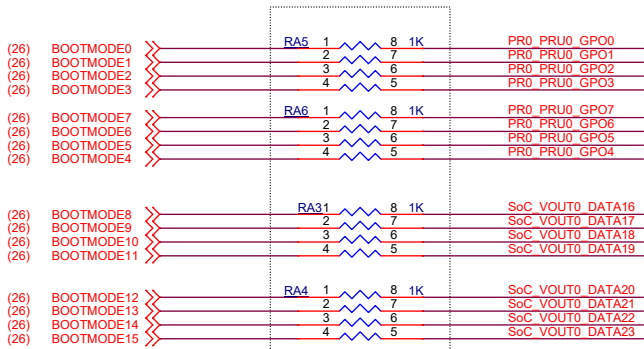 (26) BOOTMODE0 RA5 1 8 1K PR0_PRU0_GPO0
(26) BOOTMODE1 2 7 PR0_PRU0_GPO1
(26) BOOTMODE2 3 6 PR0_PRU0_GPO2
(26) BOOTMODE3 4 5 PR0_PRU0_GPO3
(26) BOOTMODE7 RA6 1 8 1K PR0_PRU0_GPO7
(26) BOOTMODE6 2 7 PR0_PRU0_GPO6
(26) BOOTMODE5 3 6 PR0_PRU0_GPO5
(26) BOOTMODE4 4 5 PR0_PRU0_GPO4
(26) BOOTMODE8 RA3 1 8 1K SoC_VOUT0_DATA16
(26) BOOTMODE9 2 7 SoC_VOUT0_DATA17
(26) BOOTMODE10 3 6 SoC_VOUT0_DATA18
(26) BOOTMODE11 4 5 SoC_VOUT0_DATA19
(26) BOOTMODE12 RA4 1 8 1K SoC_VOUT0_DATA20
(26) BOOTMODE13 2 7 SoC_VOUT0_DATA21
(26) BOOTMODE14 3 6 SoC_VOUT0_DATA22
(26) BOOTMODE15 4 5 SoC_VOUT0_DATA23